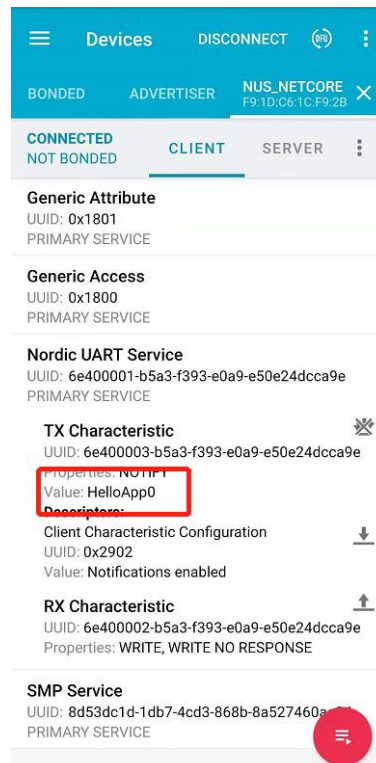 Devices
DISCONNECT
DFU
BONDED
ADVERTISER
NUS_NETCORE
F9:1D:C6:1C:F9:2B
CONNECTED
NOT BONDED
CLIENT
SERVER
Generic Attribute
UUID: 0x1801
PRIMARY SERVICE
Generic Access
UUID: 0x1800
PRIMARY SERVICE
Nordic UART Service
UUID: 6e400001-b5a3-f393-e0a9-e50e24dcca9e
PRIMARY SERVICE
TX Characteristic
UUID: 6e400003-b5a3-f393-e0a9-e50e24dcca9e
Properties: NOTIFY
Value: HelloApp0
Descriptors:
Client Characteristic Configuration
UUID: 0x2902
Value: Notifications enabled
RX Characteristic
UUID: 6e400002-b5a3-f393-e0a9-e50e24dcca9e
Properties: WRITE, WRITE NO RESPONSE
SMP Service
UUID:
PRIMARY SERVICE